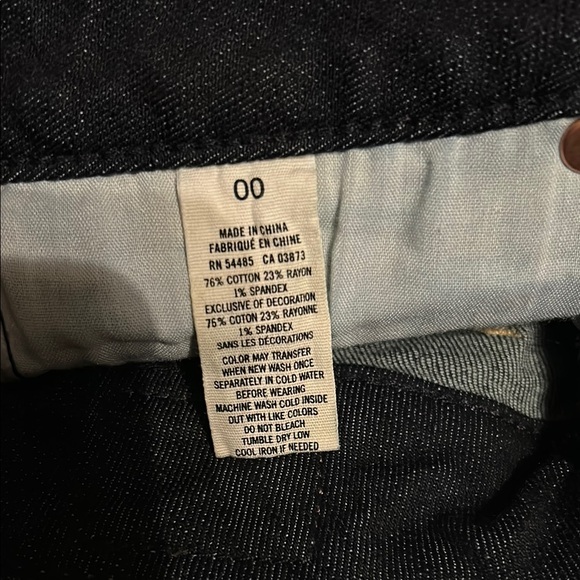 00
MADE IN CHINA
FABRIQUÉ EN CHINE
RN 54485 CA 03873
76% COTTON 23% RAYON
1% SPANDEX
EXCLUSIVE OF DECORATION
76% COTON 23% RAYONNE
1% SPANDEX
SANS LES DÉCORATIONS
COLOR MAY TRANSFER
WHEN NEW WASH ONCE
SEPARATELY IN COLD WATER
BEFORE WEARING
MACHINE WASH COLD INSIDE
OUT WITH LIKE COLORS
DO NOT BLEACH
TUMBLE DRY LOW
COOL IRON IF NEEDED